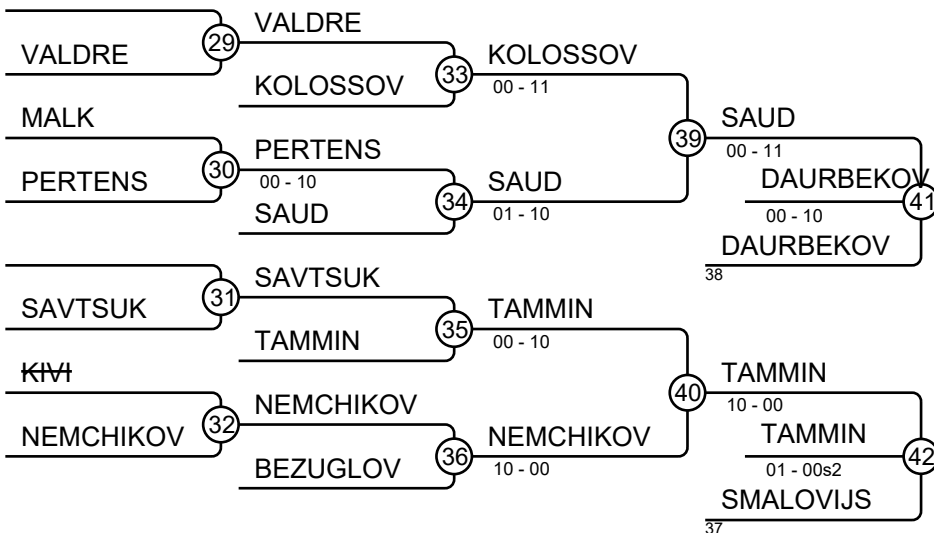 VALDRE
29
VALDRE
KOLOSSOV
33
KOLOSSOV
00 - 11
MALK
PERTENS
30
PERTENS
00 - 10
SAUD
34
SAUD
01 - 10
39
SAUD
00 - 11
DAURBEKOV
00 - 10
DAURBEKOV
38
41
SAVTSUK
31
SAVTSUK
TAMMIN
35
TAMMIN
00 - 10
KIVI
NEMCHIKOV
32
NEMCHIKOV
BEZUGLOV
36
NEMCHIKOV
10 - 00
40
TAMMIN
10 - 00
TAMMIN
01 - 00s2
SMALOVIJS
37
42